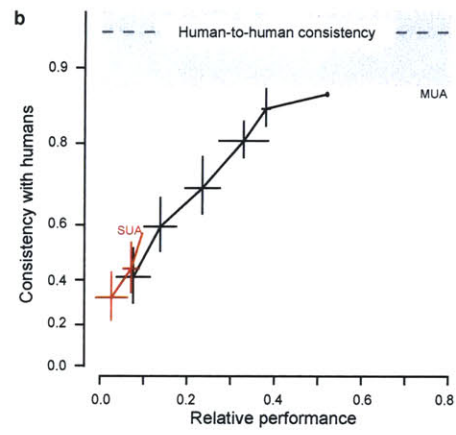 b
Human-to-human consistency
0.9
MUA
0.8
SUA
0.6
0.4
0.2
0.0
Consistency with humans
0.0 0.2 0.4 0.6 0.8
Relative performance